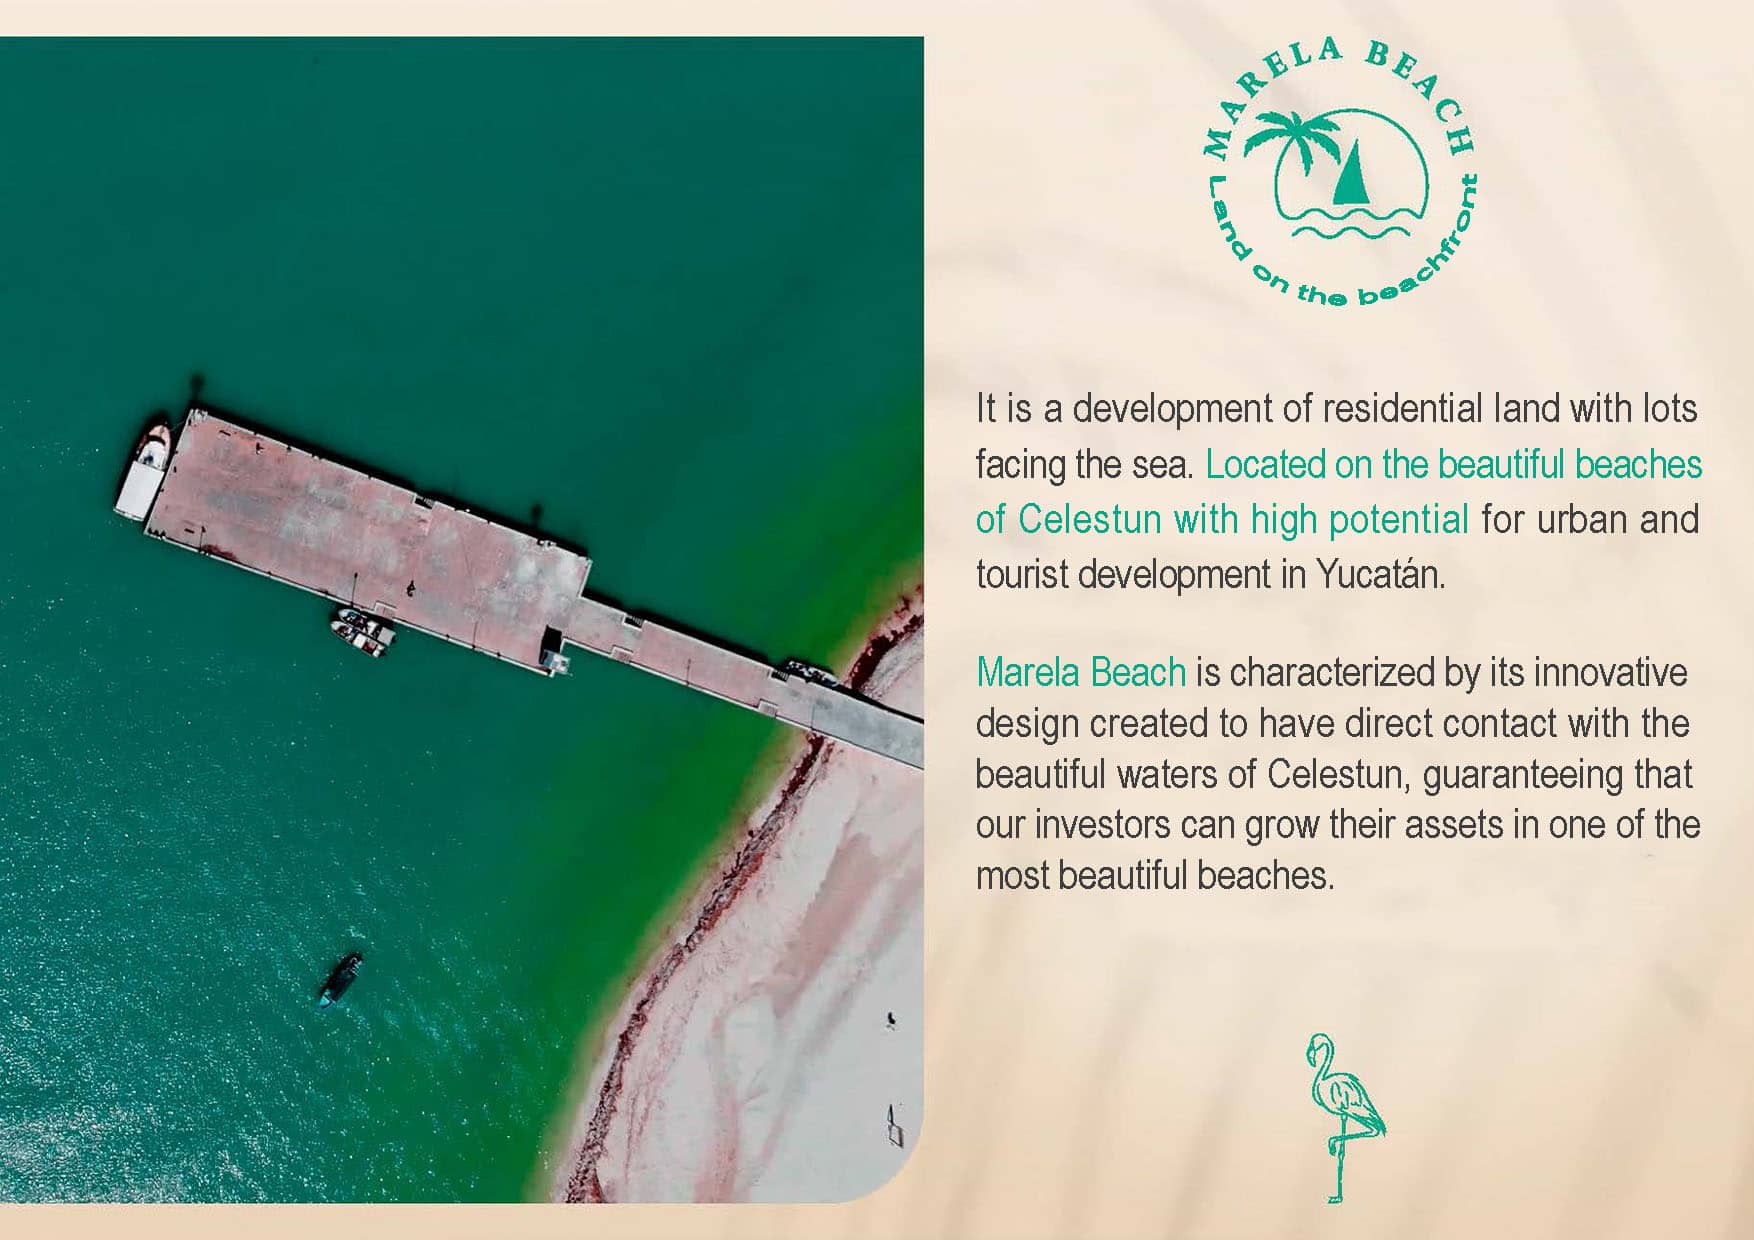 MARELA BEACH
Land on the beachfront
It is a development of residential land with lots
facing the sea. Located on the beautiful beaches
of Celestun with high potential for urban and
tourist development in Yucatán.
Marela Beach is characterized by its innovative
design created to have direct contact with the
beautiful waters of Celestun, guaranteeing that
our investors can grow their assets in one of the
most beautiful beaches.